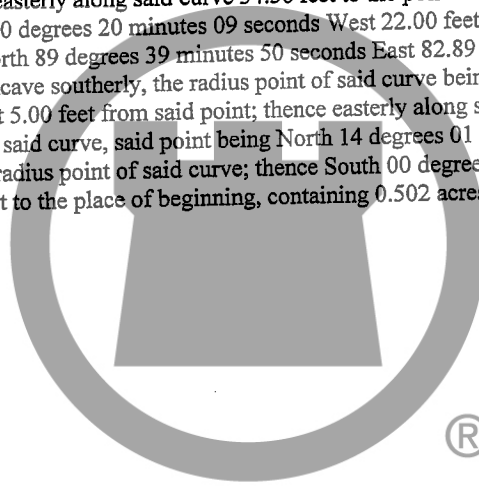 easterly along said curve
0 degrees 20 minutes 09 seconds West 22.00 feet
rth 89 degrees 39 minutes 50 seconds East 82.89
cave southerly, the radius point of said curve bein
t 5.00 feet from said point; thence easterly along s
said curve, said point being North 14 degrees 01
adius point of said curve; thence South 00 degree
t to the place of beginning, containing 0.502 acre
®